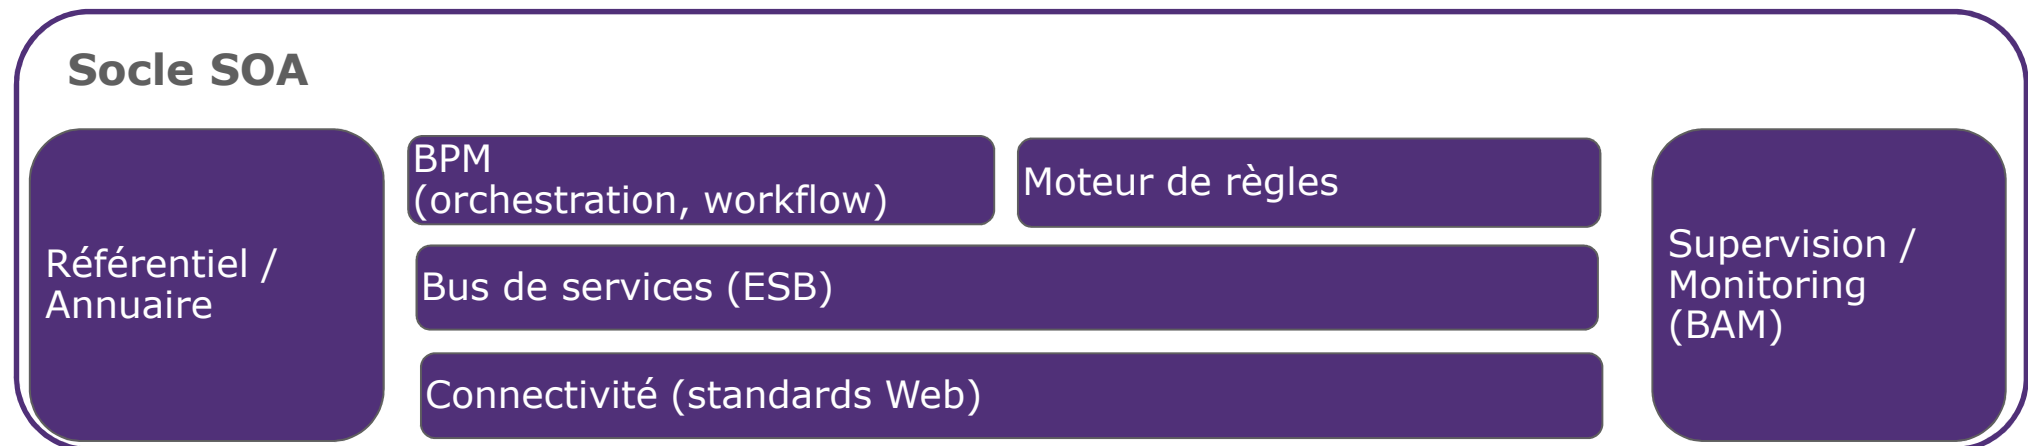 Socle SOA
Référentiel /
Annuaire
BPM
(orchestration, workflow)
Moteur de règles
Bus de services (ESB)
Connectivité (standards Web)
Supervision /
Monitoring
(BAM)